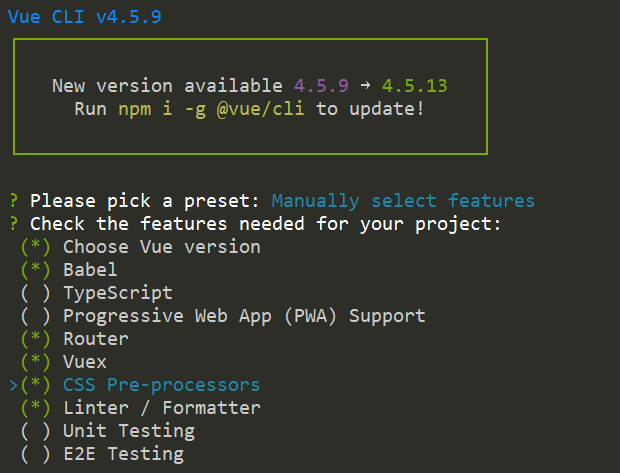 Vue CLI v4.5.9
New version available 4.5.9 → 4.5.13
Run npm i -g @vue/cli to update!
? Please pick a preset: Manually select features
? Check the features needed for your project:
(*) Choose Vue version
(*) Babel
( ) TypeScript
( ) Progressive Web App (PWA) Support
(*) Router
(*) Vuex
>(*) CSS Pre-processors
(*) Linter / Formatter
( ) Unit Testing
( ) E2E Testing